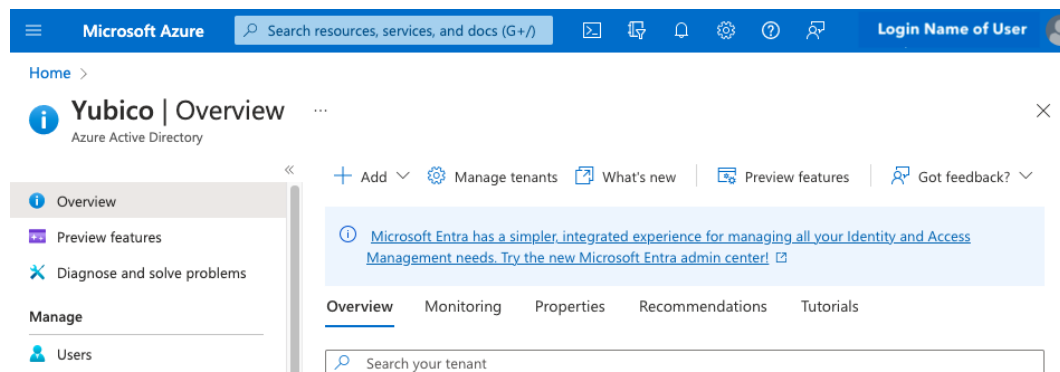 Microsoft Azure
Search resources, services, and docs (G+/)
Login Name of User
Home >
Yubico | Overview ...
Azure Active Directory
«
Add
Manage tenants
What's new
Preview features
Got feedback?
Overview
Preview features
Diagnose and solve problems
Manage
Users
Microsoft Entra has a simpler, integrated experience for managing all your Identity and Access
Management needs. Try the new Microsoft Entra admin center!
Overview
Monitoring
Properties
Recommendations
Tutorials
Search your tenant